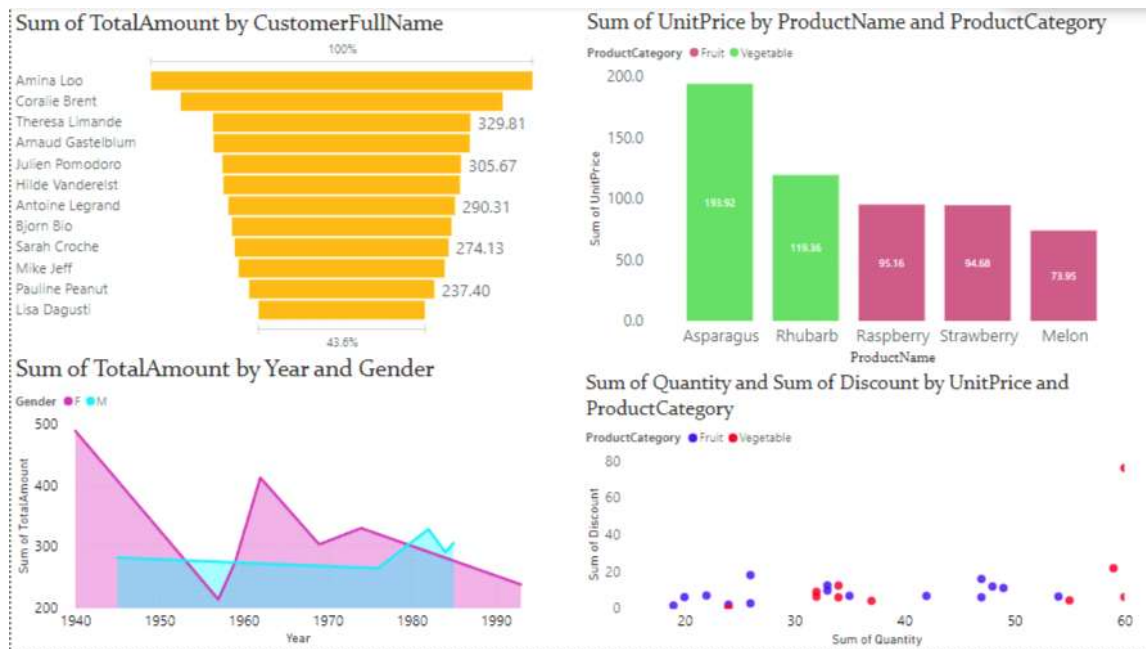 Sum of TotalAmount by CustomerFullName
100%
Amina Loo
Coralie Brent
Theresa Limande 329.81
Arnaud Gastelblum
Julien Pomodoro 305.67
Hilde Vandereist
Antoine Legrand 290.31
Bjorn Bio
Sarah Croche 274.13
Mike Jeff
Pauline Peanut 237.40
Lisa Dagusti
43.6%
Sum of UnitPrice by ProductName and ProductCategory
ProductCategory Fruit Vegetable
Sum of UnitPrice
200.0
150.0
100.0
50.0
0.0
193.92
119.36
95.16
94.68
73.95
Asparagus Rhubarb Raspberry Strawberry Melon
ProductName
Sum of TotalAmount by Year and Gender
Gender F M
Sum of TotalAmount
500
400
300
200
1940 1950 1960 1970 1980 1990
Year
Sum of Quantity and Sum of Discount by UnitPrice and
ProductCategory
ProductCategory Fruit Vegetable
Sum of Discount
80
60
40
20
0
20 30 40 50 60
Sum of Quantity